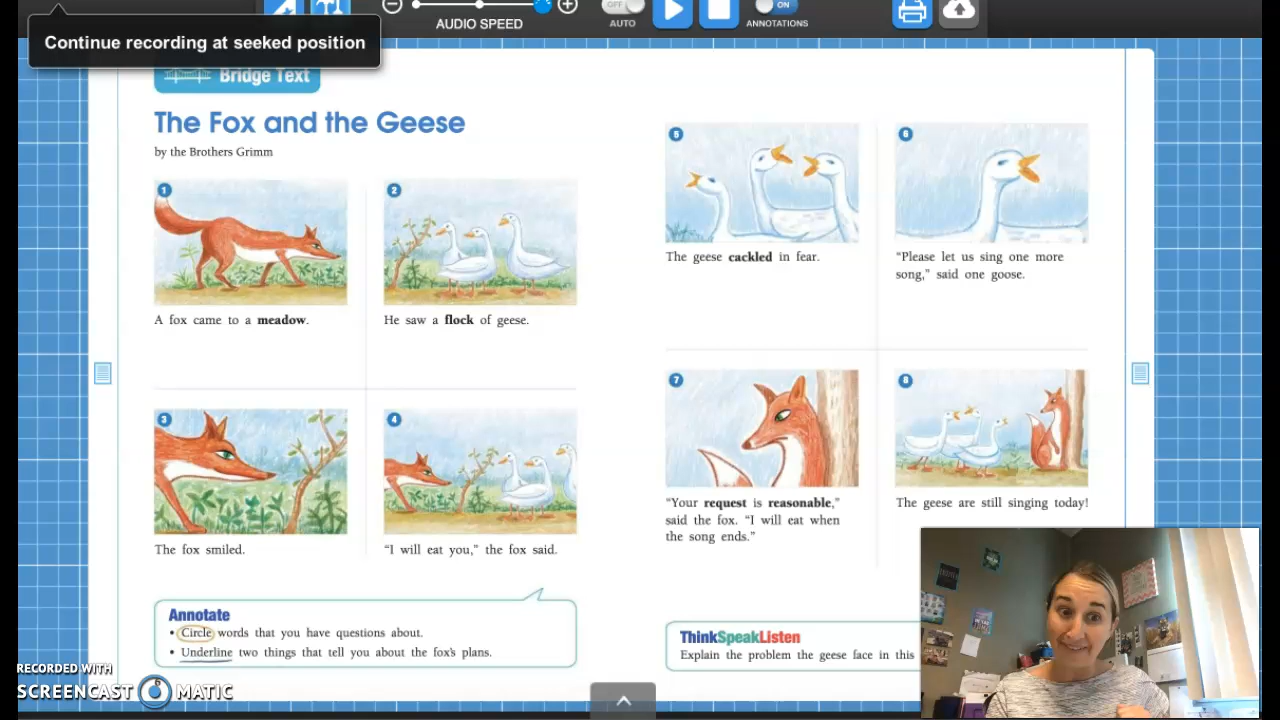 Continue recording at seeked position
AUDIO SPEED
OFF
AUTO
ON
ANNOTATIONS
Bridge Text
The Fox and the Geese
by the Brothers Grimm
1
A fox came to a meadow.
2
He saw a flock of geese.
3
The fox smiled.
4
“I will eat you,” the fox said.
5
The geese cackled in fear.
6
“Please let us sing one more
song,” said one goose.
7
“Your request is reasonable,”
said the fox. “I will eat when
the song ends.”
8
The geese are still singing today!
Annotate
• Circle words that you have questions about.
• Underline two things that tell you about the fox's plans.
ThinkSpeakListen
Explain the problem the geese face in this
RECORDED WITH
SCREENCAST MATIC